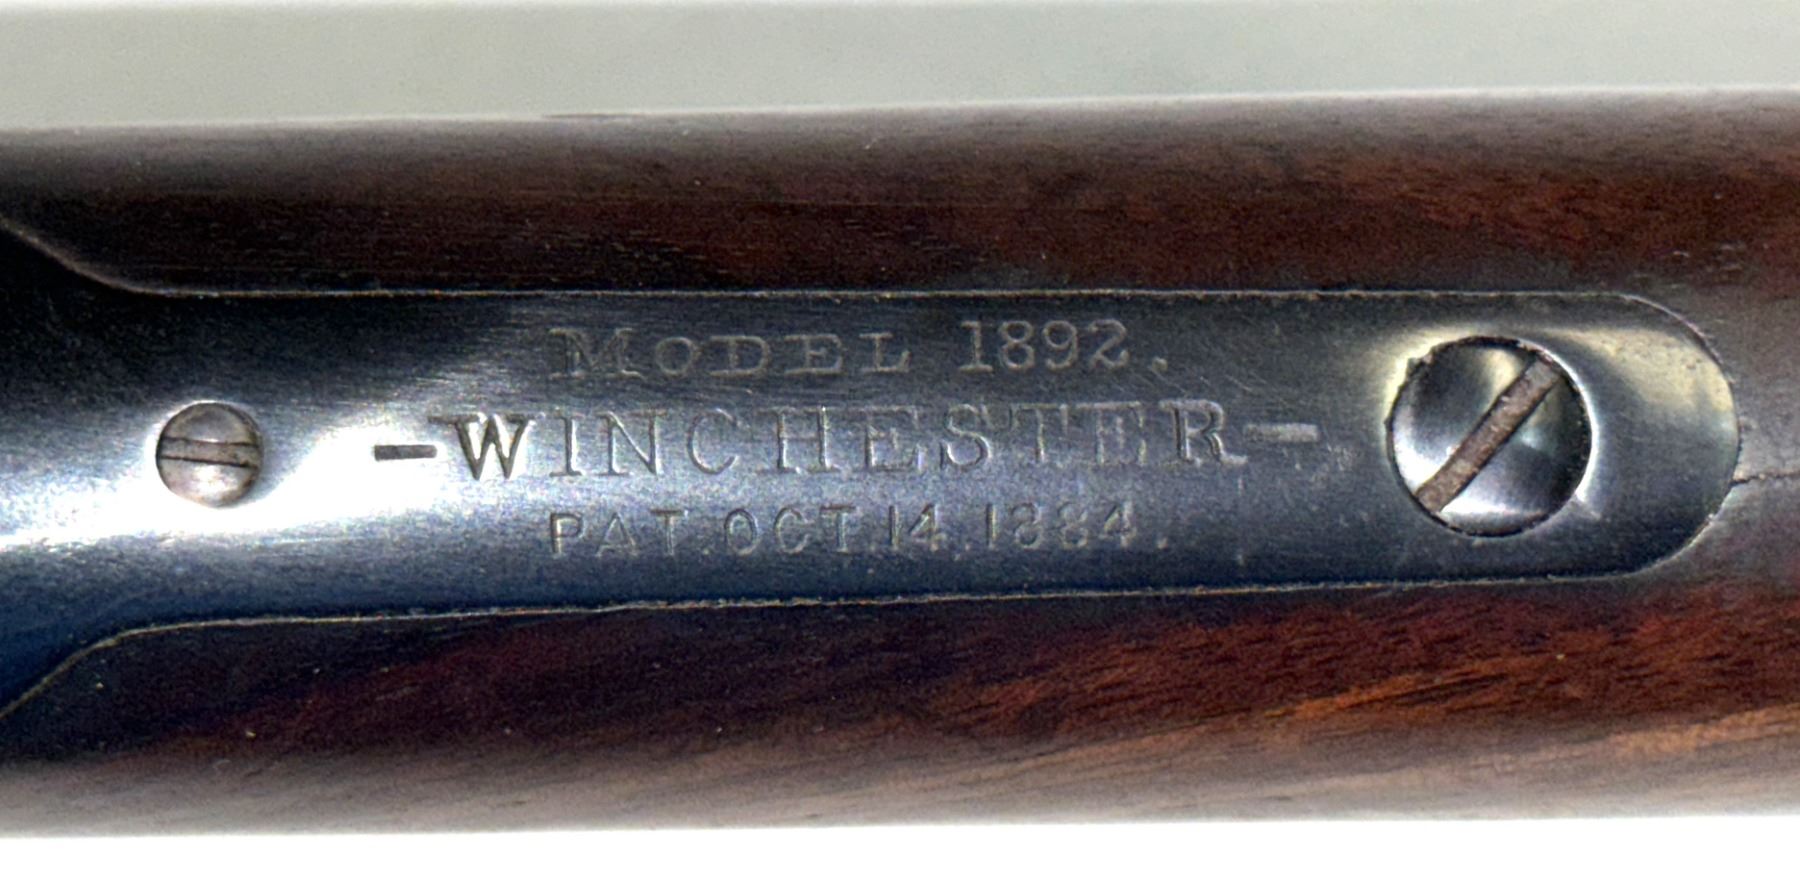 MODEL 1892.
-WINCHESTER-
PAT.OCT.14.1884.